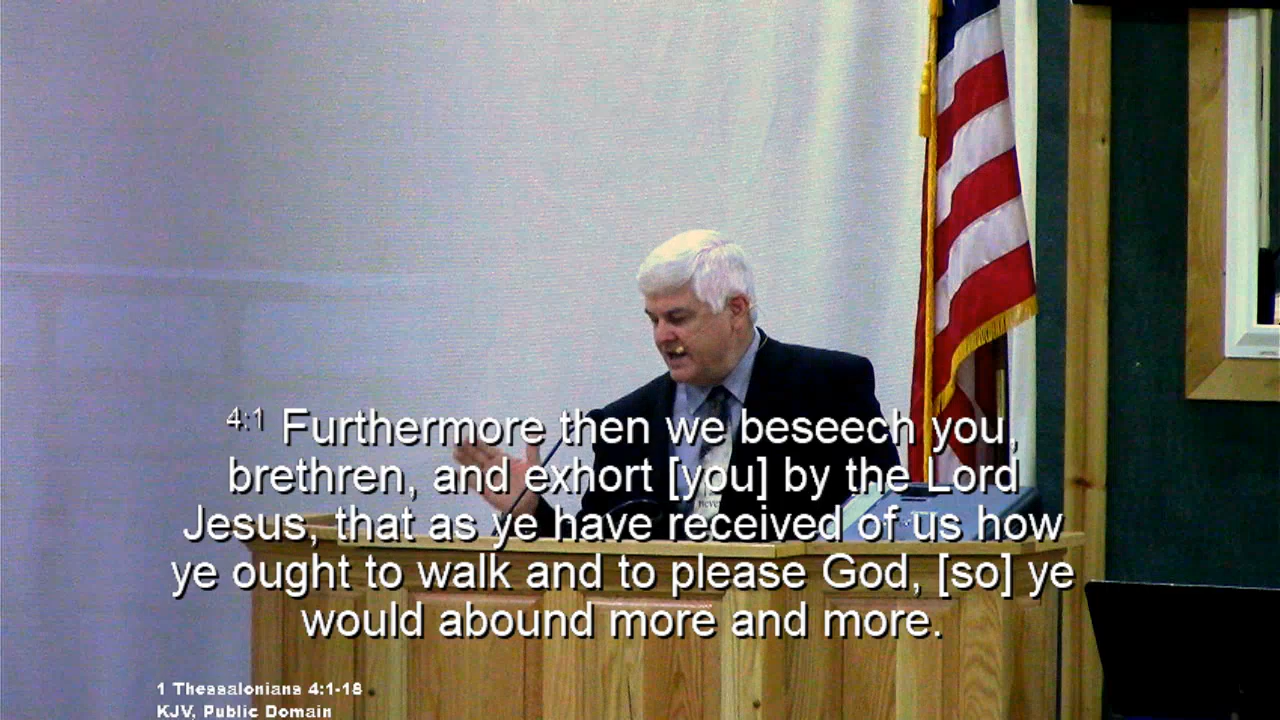 4:1 Furthermore then we beseech you,
brethren, and exhort [you] by the Lord
Jesus, that as ye have received of us how
ye ought to walk and to please God, [so] ye
would abound more and more.
1 Thessalonians 4:1-18
KJV, Public Domain